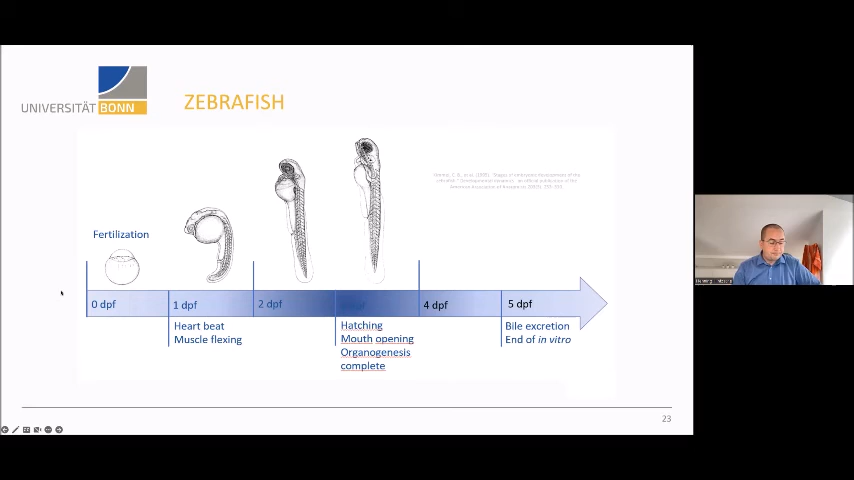 UNIVERSITÄT BONN
ZEBRAFISH
Fertilization
0 dpf
1 dpf
2 dpf
4 dpf
5 dpf
Heart beat
Muscle flexing
Hatching
Mouth opening
Organogenesis
complete
Bile excretion
End of in vitro
23